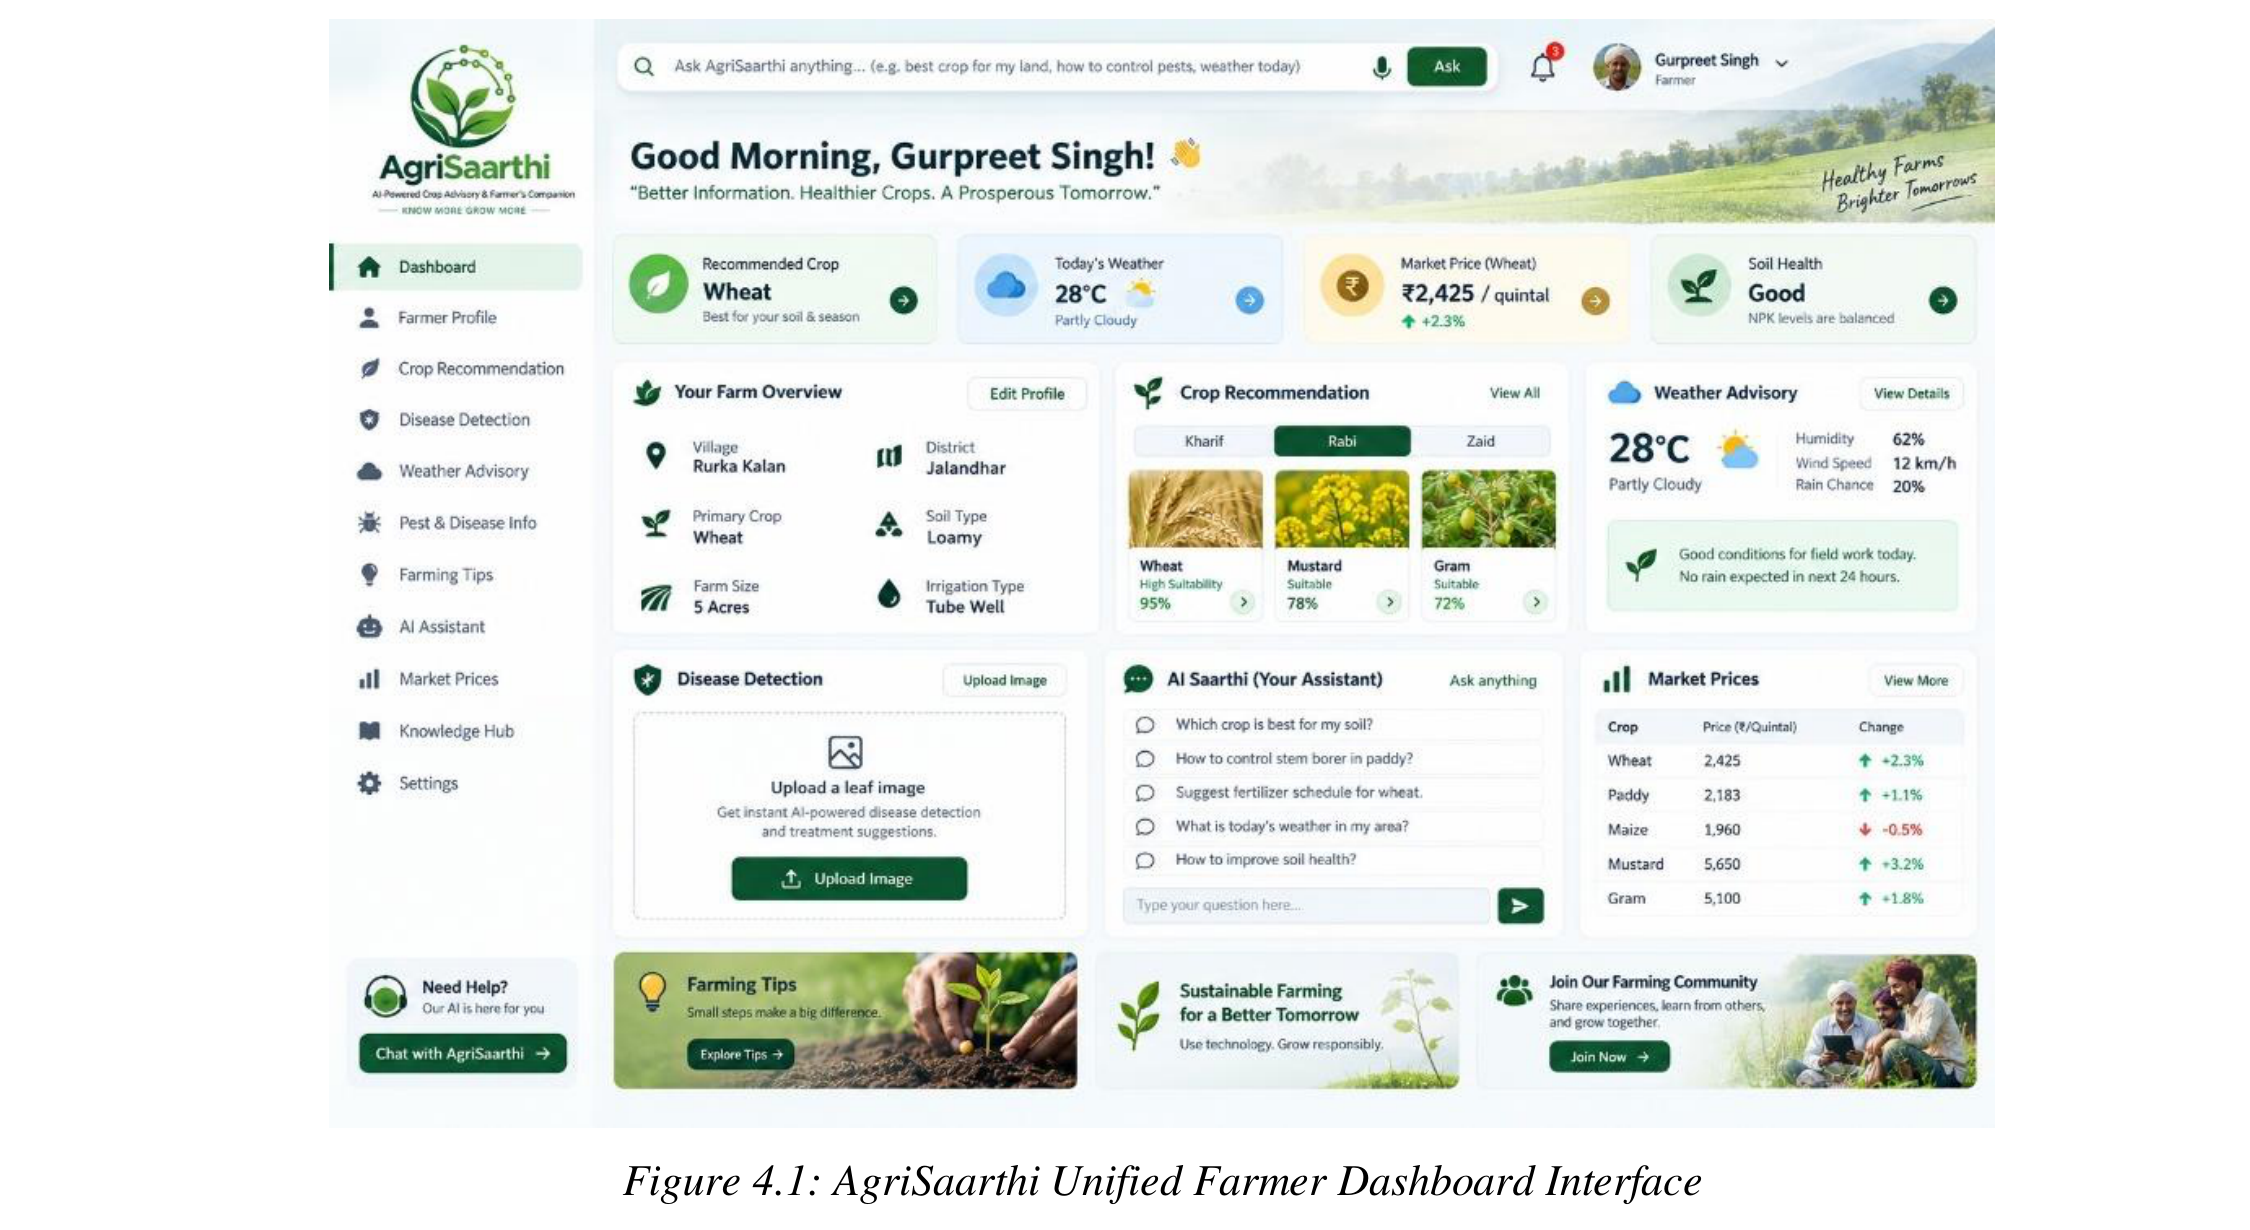 AgriSaarthi
AI-Powered Crop Advisory & Farmer's Companion
KNOW MORE GROW MORE
Dashboard
Farmer Profile
Crop Recommendation
Disease Detection
Weather Advisory
Pest & Disease Info
Farming Tips
AI Assistant
Market Prices
Knowledge Hub
Settings
Need Help?
Our AI is here for you
Chat with AgriSaarthi →
Ask AgriSaarthi anything... (e.g. best crop for my land, how to control pests, weather today)
Ask
3
Gurpreet Singh
Farmer
Good Morning, Gurpreet Singh! 👋
"Better Information. Healthier Crops. A Prosperous Tomorrow."
Healthy Farms
Brighter Tomorrows
Recommended Crop
Wheat
Best for your soil & season
Today's Weather
28°C
Partly Cloudy
Market Price (Wheat)
₹2,425 / quintal
+2.3%
Soil Health
Good
NPK levels are balanced
Your Farm Overview
Edit Profile
Village
Rurka Kalan
District
Jalandhar
Primary Crop
Wheat
Soil Type
Loamy
Farm Size
5 Acres
Irrigation Type
Tube Well
Crop Recommendation
View All
Kharif Rabi Zaid
Wheat
High Suitability
95%
Mustard
Suitable
78%
Gram
Suitable
72%
Weather Advisory
View Details
28°C
Partly Cloudy
Humidity 62%
Wind Speed 12 km/h
Rain Chance 20%
Good conditions for field work today.
No rain expected in next 24 hours.
Disease Detection
Upload Image
Upload a leaf image
Get instant AI-powered disease detection
and treatment suggestions.
Upload Image
AI Saarthi (Your Assistant)
Ask anything
Which crop is best for my soil?
How to control stem borer in paddy?
Suggest fertilizer schedule for wheat.
What is today's weather in my area?
How to improve soil health?
Type your question here...
Market Prices
View More
Crop Price (₹/Quintal) Change
Wheat 2,425 +2.3%
Paddy 2,183 +1.1%
Maize 1,960 -0.5%
Mustard 5,650 +3.2%
Gram 5,100 +1.8%
Farming Tips
Small steps make a big difference.
Explore Tips →
Sustainable Farming
for a Better Tomorrow
Use technology. Grow responsibly.
Join Our Farming Community
Share experiences, learn from others,
and grow together.
Join Now →
Figure 4.1: AgriSaarthi Unified Farmer Dashboard Interface